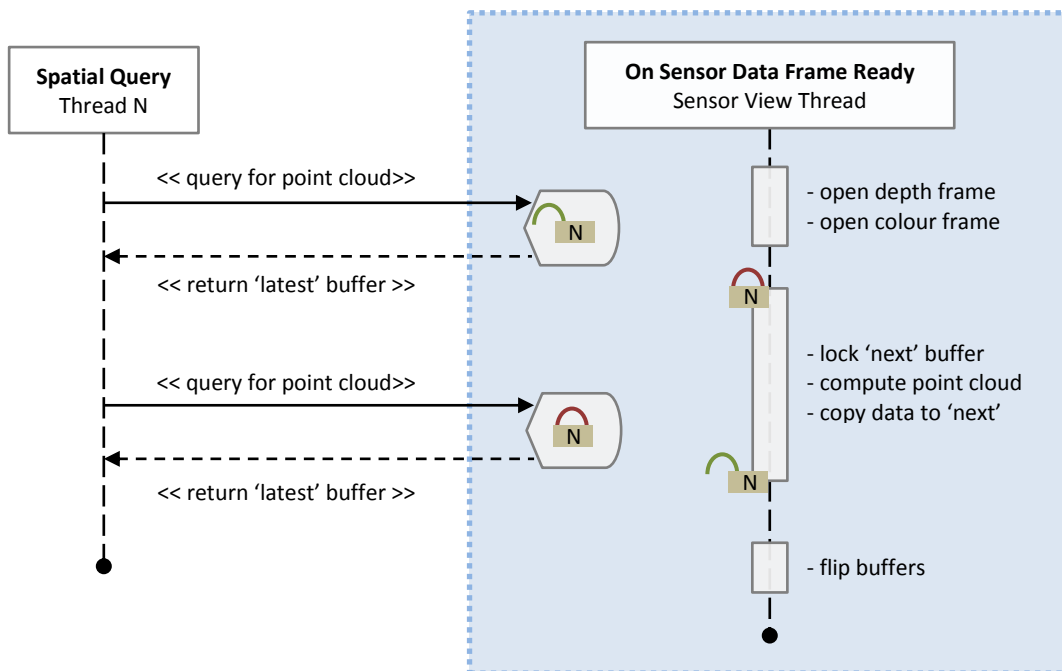 Spatial Query
Thread N
On Sensor Data Frame Ready
Sensor View Thread
<< query for point cloud>>
N
<< return ‘latest’ buffer >>
- open depth frame
- open colour frame
N
- lock ‘next’ buffer
- compute point cloud
- copy data to ‘next’
<< query for point cloud>>
N
<< return ‘latest’ buffer >>
N
- flip buffers